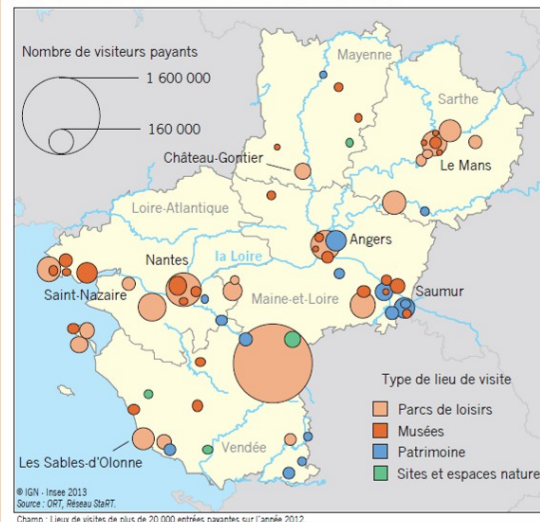 Nombre de visiteurs payants
1 600 000
160 000
Mayenne
Sarthe
Château-Gontier
Le Mans
Loire-Atlantique
Angers
Nantes
la Loire
Saint-Nazaire
Maine-et-Loire
Saumur
Type de lieu de visite
Parcs de loisirs
Musées
Patrimoine
Sites et espaces nature
Vendée
Les Sables-d'Olonne
© IGN - Insee 2013
Source : ORT, Réseau StaRT.
Champ : Lieux de visites de plus de 20 000 entrées payantes sur l'année 2012.